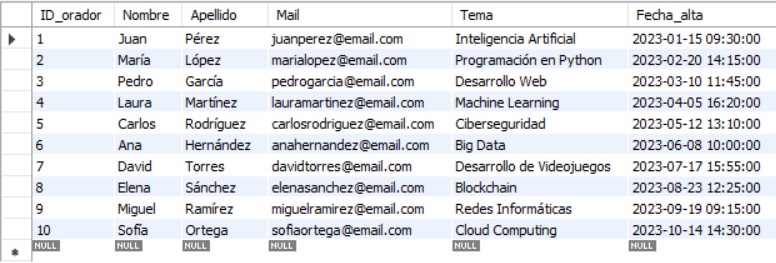 ID_orador Nombre Apellido Mail Tema Fecha_alta
1 Juan Pérez juanperez@email.com Inteligencia Artificial 2023-01-15 09:30:00
2 María López marialopez@email.com Programación en Python 2023-02-20 14:15:00
3 Pedro García pedrogarcia@email.com Desarrollo Web 2023-03-10 11:45:00
4 Laura Martínez lauramartinez@email.com Machine Learning 2023-04-05 16:20:00
5 Carlos Rodríguez carlosrodriguez@email.com Ciberseguridad 2023-05-12 13:10:00
6 Ana Hernández anahernandez@email.com Big Data 2023-06-08 10:00:00
7 David Torres davidtorres@email.com Desarrollo de Videojuegos 2023-07-17 15:55:00
8 Elena Sánchez elenasanchez@email.com Blockchain 2023-08-23 12:25:00
9 Miguel Ramírez miguelramirez@email.com Redes Informáticas 2023-09-19 09:15:00
10 Sofía Ortega sofiaortega@email.com Cloud Computing 2023-10-14 14:30:00
NULL NULL NULL NULL NULL NULL